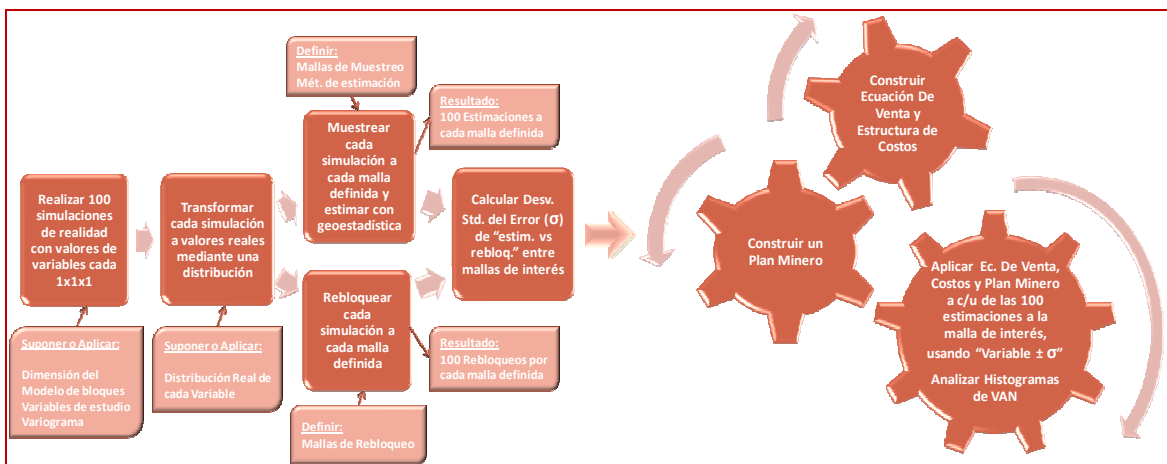 Realizar 100
simulaciones
de realidad
con valores de
variables cada
1x1x1
Suponer o Aplicar:
Dimensión del
Modelo de bloques
Variables de estudio
Variograma
Transformar
cada simulación
a valores reales
mediante una
distribución
Suponer o Aplicar:
Distribución Real de
cada Variable
Definir:
Mallas de Muestreo
Mét. de estimación
Muestrear
cada
simulación a
cada malla
definida y
estimar con
geoestadística
Resultado:
100 Estimaciones a
cada malla definida
Rebloquear
cada
simulación a
cada malla
definida
Resultado:
100 Rebloqueos por
cada malla definida
Definir:
Mallas de Rebloqueo
Calcular Desv.
Std. del Error (σ)
de “estim. vs
rebloq.” entre
mallas de interés
Construir un
Plan Minero
Construir
Ecuación De
Venta y
Estructura de
Costos
Aplicar Ec. De Venta,
Costos y Plan Minero
a c/u de las 100
estimaciones a la
malla de interés,
usando “Variable ± σ”
Analizar Histogramas
de VAN